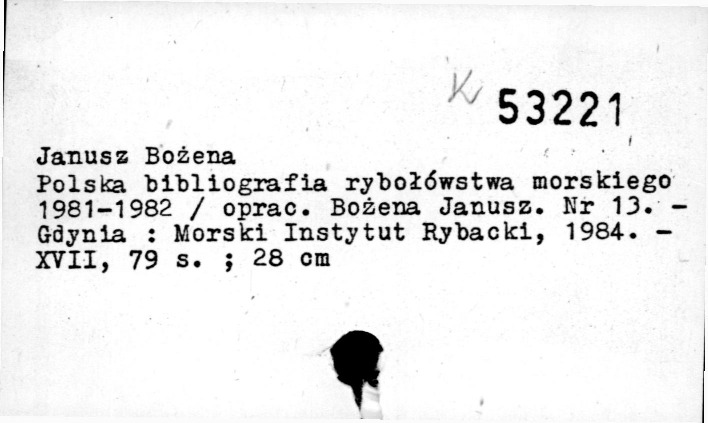 K 53221
Janusz Bożena
Polska bibliografia rybołówstwa morskiego
1981-1982 / oprac. Bożena Janusz. Nr 13. -
Gdynia : Morski Instytut Rybacki, 1984. -
XVII, 79 s. ; 28 cm